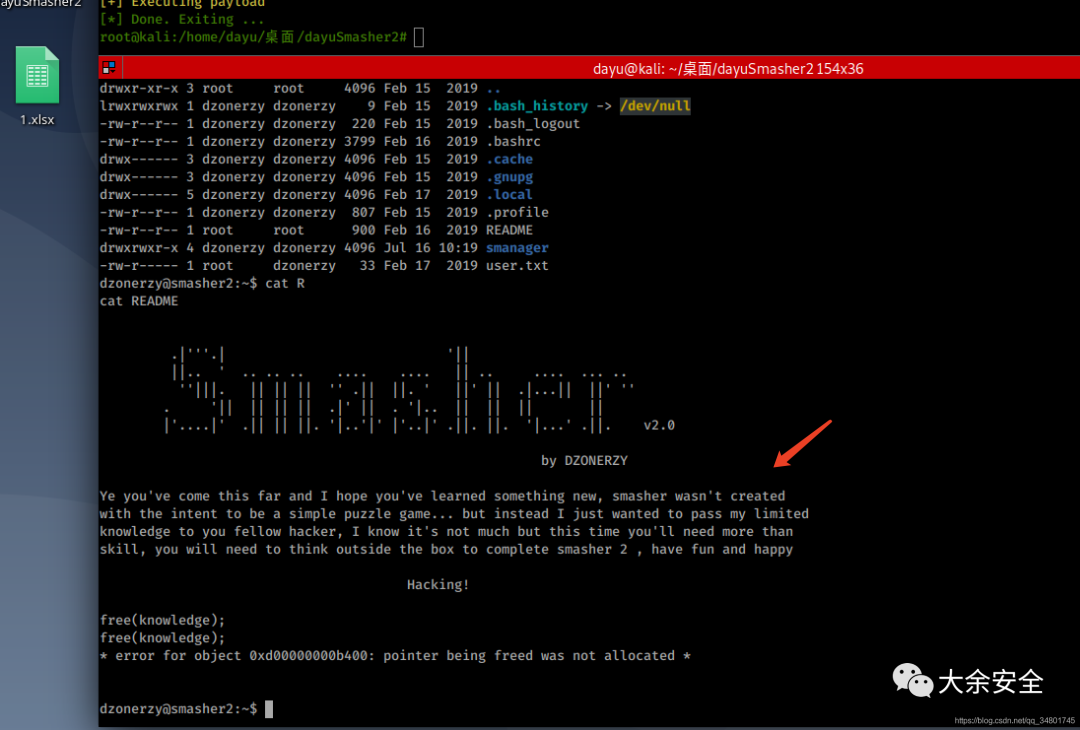 ayuSmasher2
1.xlsx
[+] Executing payload
[*] Done. Exiting ...
root@kali:/home/dayu/桌面/dayuSmasher2#
dayu@kali: ~/桌面/dayuSmasher2 154x36
drwxr-xr-x 3 root     root     4096 Feb 15  2019 ..
lrwxrwxrwx 1 dzonerzy dzonerzy    9 Feb 15  2019 .bash_history -> /dev/null
-rw-r--r-- 1 dzonerzy dzonerzy  220 Feb 15  2019 .bash_logout
-rw-r--r-- 1 dzonerzy dzonerzy 3799 Feb 16  2019 .bashrc
drwx------ 3 dzonerzy dzonerzy 4096 Feb 15  2019 .cache
drwx------ 3 dzonerzy dzonerzy 4096 Feb 15  2019 .gnupg
drwx------ 5 dzonerzy dzonerzy 4096 Feb 17  2019 .local
-rw-r--r-- 1 dzonerzy dzonerzy  807 Feb 15  2019 .profile
-rw-r--r-- 1 root     root      900 Feb 16  2019 README
drwxrwxr-x 4 dzonerzy dzonerzy 4096 Jul 16 10:19 smanager
-rw-r----- 1 root     dzonerzy   33 Feb 17  2019 user.txt
dzonerzy@smasher2:~$ cat R
cat README
Smasher v2.0
by DZONERZY
Ye you've come this far and I hope you've learned something new, smasher wasn't created
with the intent to be a simple puzzle game... but instead I just wanted to pass my limited
knowledge to you fellow hacker, I know it's not much but this time you'll need more than
skill, you will need to think outside the box to complete smasher 2 , have fun and happy
Hacking!
free(knowledge);
free(knowledge);
* error for object 0xd00000000b400: pointer being freed was not allocated *
dzonerzy@smasher2:~$
大余安全
https://blog.csdn.net/qq_34801745